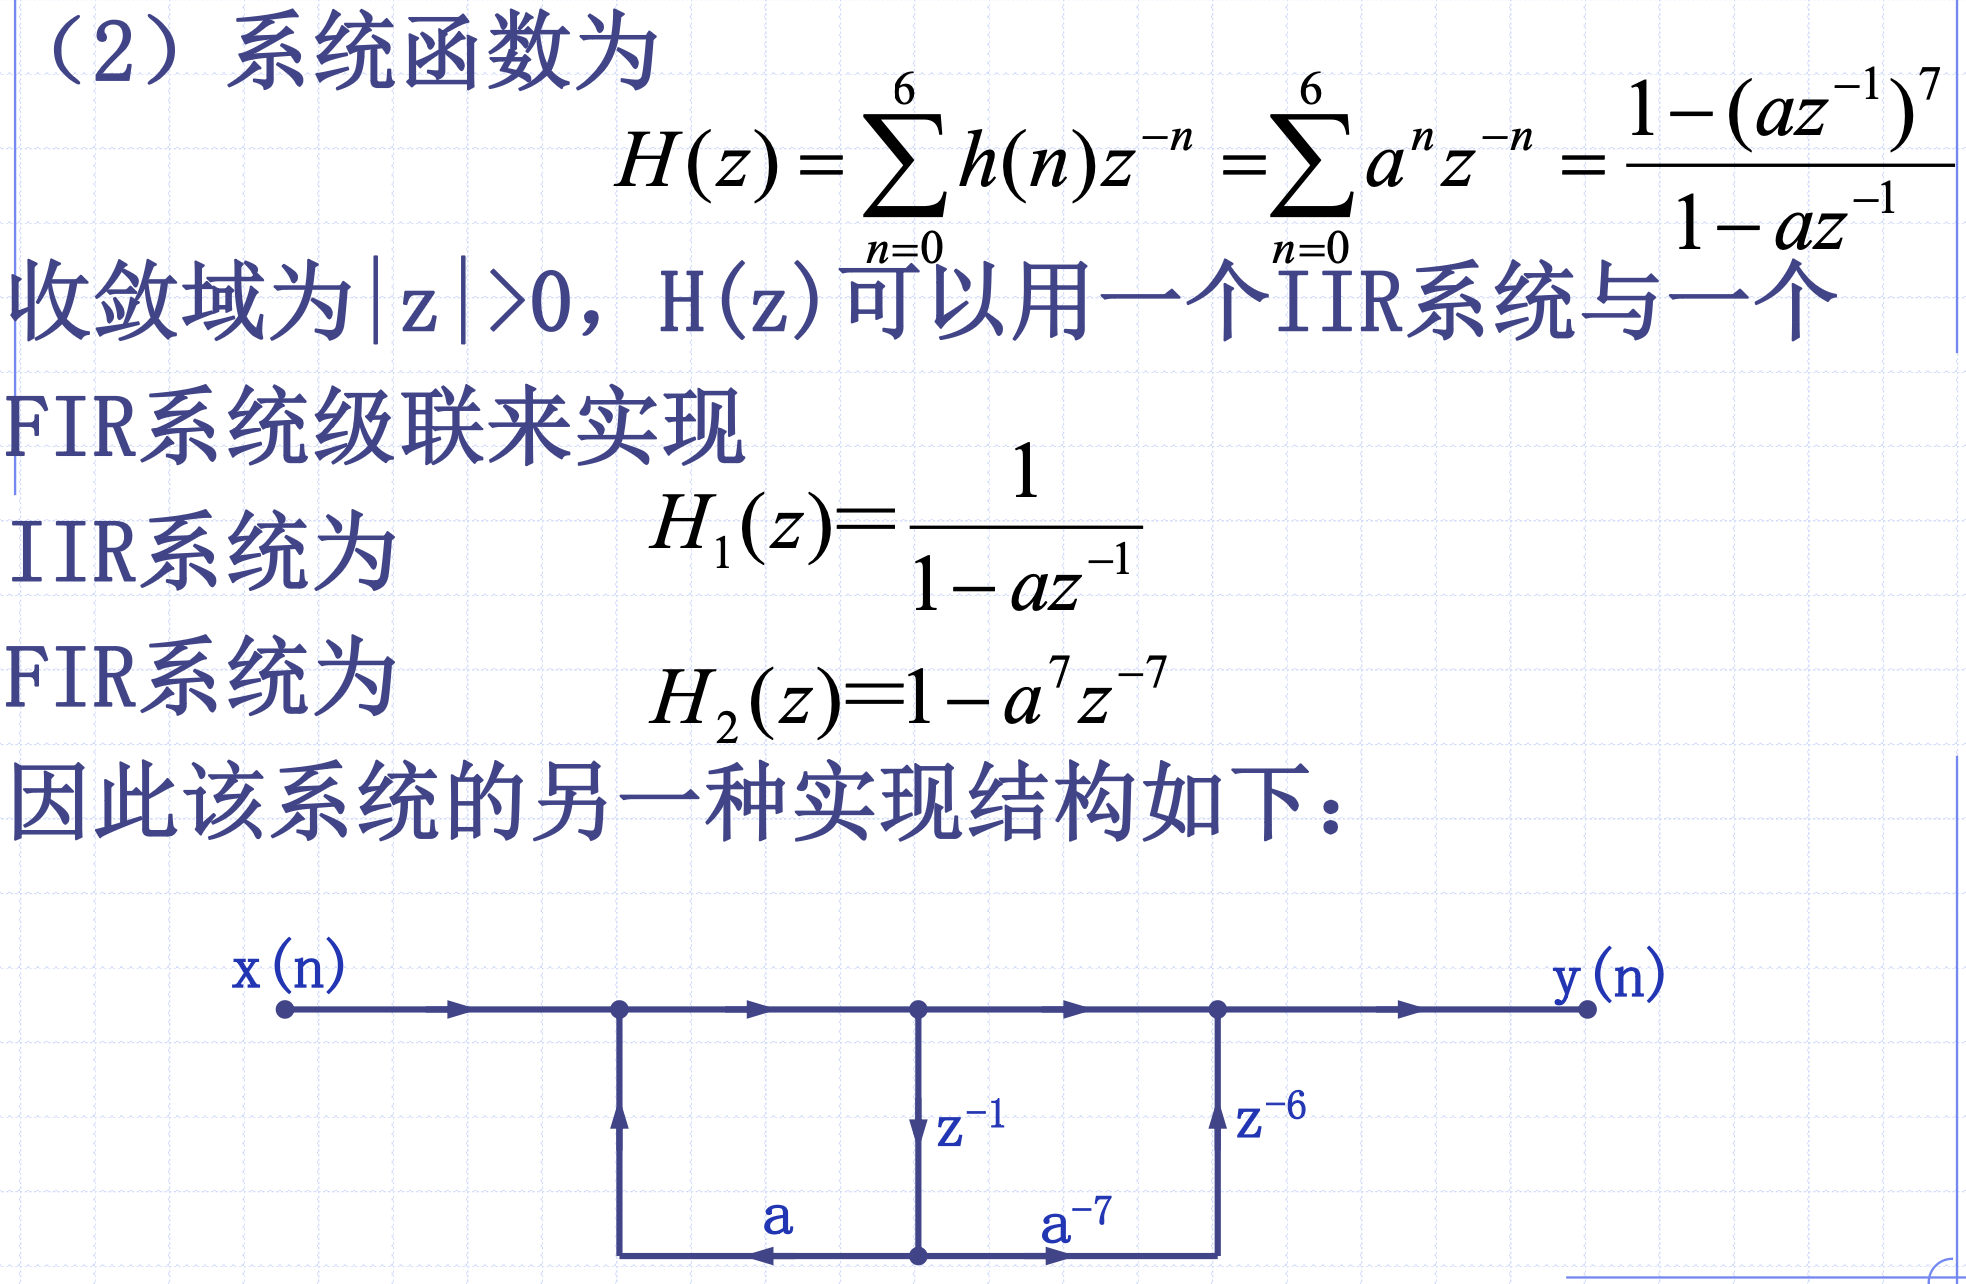 （2）系统函数为
H(z) = ∑_{n=0}^{6} h(n)z^{-n} = ∑_{n=0}^{6} a^{n} z^{-n} = \frac{1-(az^{-1})^{7}}{1-az^{-1}}
收敛域为|z|>0，H(z)可以用一个IIR系统与一个
FIR系统级联来实现
IIR系统为 H_1(z) = \frac{1}{1-az^{-1}}
FIR系统为 H_2(z) = 1-a^{7}z^{-7}
因此该系统的另一种实现结构如下：
x(n) y(n)
z^{-1} z^{-6}
a a^{-7}